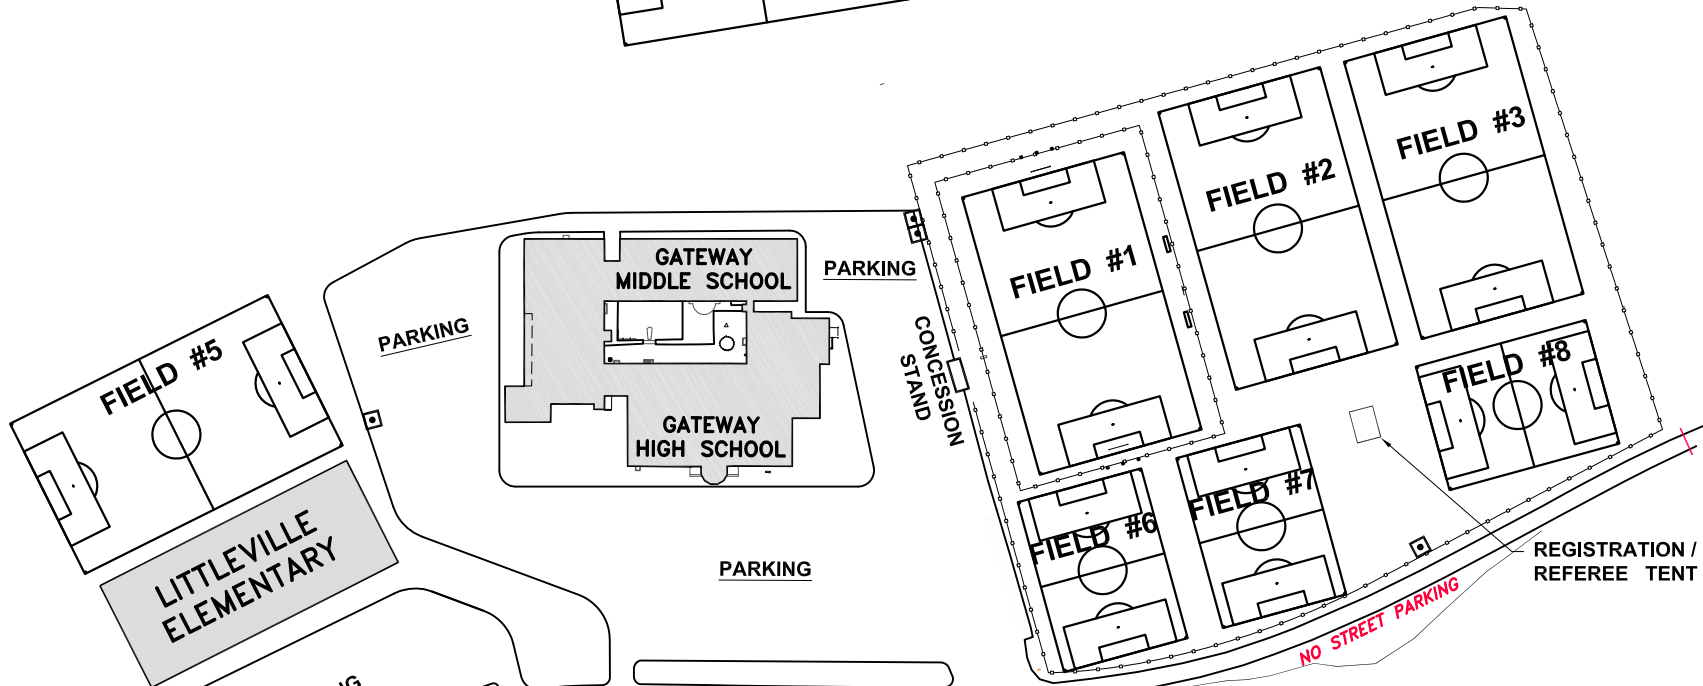 FIELD #3
FIELD #2
FIELD #1
GATEWAY
MIDDLE SCHOOL
PARKING
PARKING
CONCESSION
STAND
FIELD #5
FIELD #8
GATEWAY
HIGH SCHOOL
FIELD #7
FIELD #6
LITTLEVILLE
ELEMENTARY
PARKING
REGISTRATION /
REFEREE TENT
NO STREET PARKING